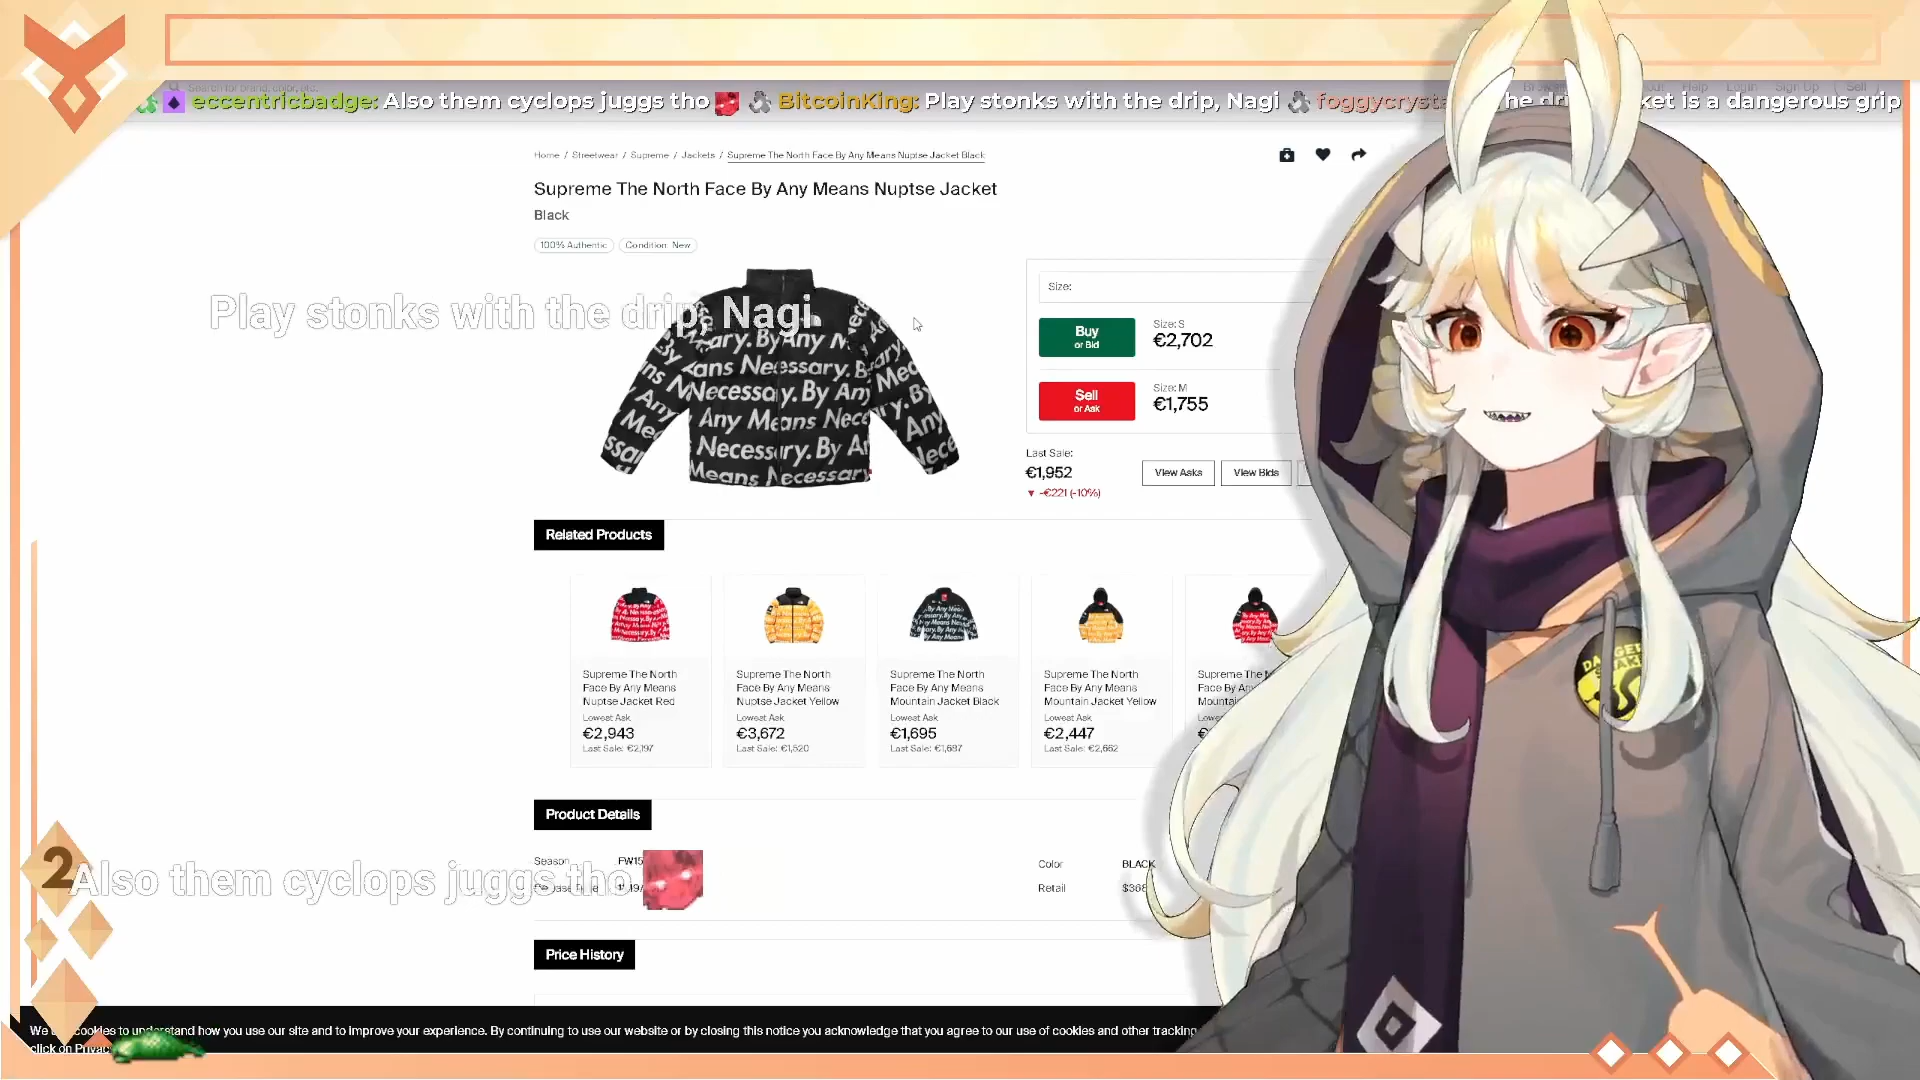 eccentricbadge: Also them cyclops juggs tho BitcoinKing: Play stonks with the drip, Nagi foggycrysta is a dangerous grip
Home / Streetwear / Supreme / Jackets / Supreme The North Face By Any Means Nuptse Jacket Black
Supreme The North Face By Any Means Nuptse Jacket
Black
100% Authentic
Condition: New
Play stonks with the drip, Nagi
Size:
Buy
or Bid
Size: S
€2,702
Sell
or Ask
Size: M
€1,755
Last Sale:
€1,952
▼ -€221 (-10%)
View Asks
View Bids
Related Products
Supreme The North
Face By Any Means
Nuptse Jacket Red
Lowest Ask
€2,943
Last Sale: €2,197
Supreme The North
Face By Any Means
Nuptse Jacket Yellow
Lowest Ask
€3,672
Last Sale: €1,520
Supreme The North
Face By Any Means
Mountain Jacket Black
Lowest Ask
€1,695
Last Sale: €1,687
Supreme The North
Face By Any Means
Mountain Jacket Yellow
Lowest Ask
€2,447
Last Sale: €2,662
Product Details
Season
FW15
Color
BLACK
Retail
$368
2
Also them cyclops juggs tho
Price History
We use cookies to understand how you use our site and to improve your experience. By continuing to use our website or by closing this notice you acknowledge that you agree to our use of cookies and other tracking
click on Privac